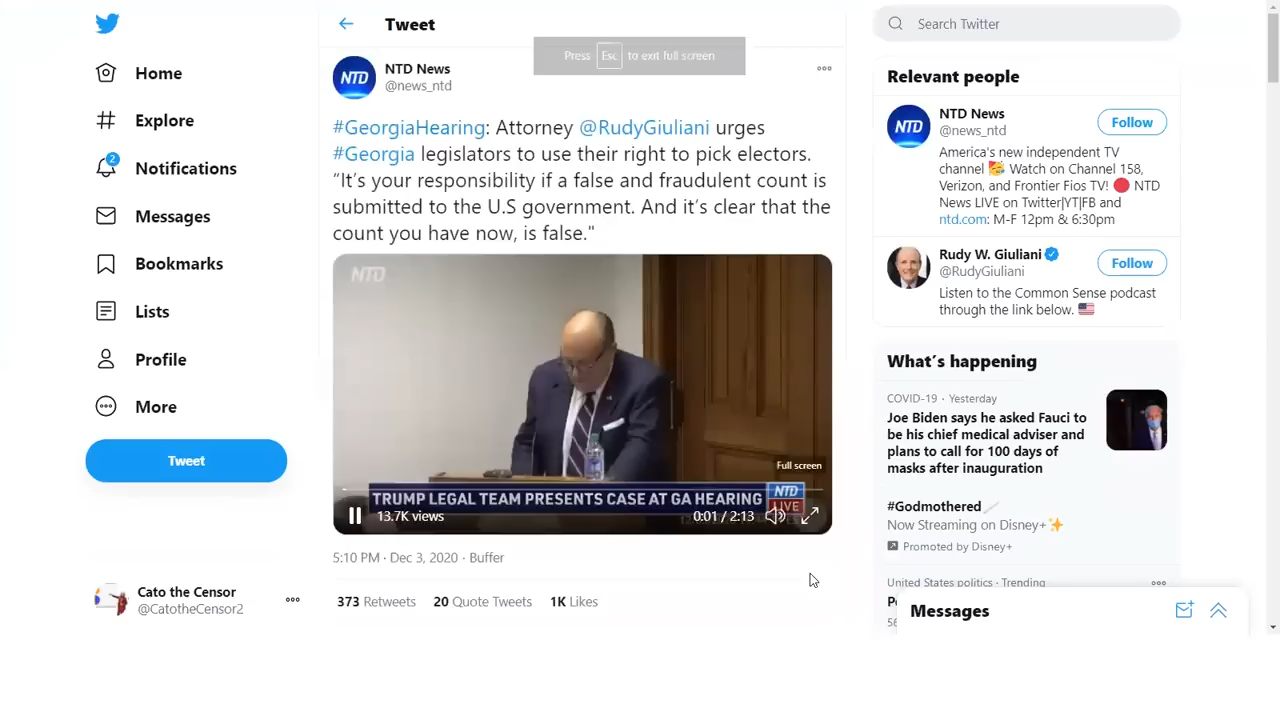 Home
Explore
2
Notifications
Messages
Bookmarks
Lists
Profile
More
Tweet
Cato the Censor
@CatotheCensor2
Tweet
Press Esc to exit full screen
NTD
NTD News
@news_ntd
#GeorgiaHearing: Attorney @RudyGiuliani urges
#Georgia legislators to use their right to pick electors.
“It’s your responsibility if a false and fraudulent count is
submitted to the U.S government. And it’s clear that the
count you have now, is false."
NTD
Full screen
TRUMP LEGAL TEAM PRESENTS CASE AT GA HEARING
NTD
LIVE
13.7K views
0:01 / 2:13
5:10 PM · Dec 3, 2020 · Buffer
373 Retweets 20 Quote Tweets 1K Likes
Search Twitter
Relevant people
NTD
NTD News
@news_ntd
Follow
America's new independent TV
channel 🥳 Watch on Channel 158,
Verizon, and Frontier Fios TV! 🔴 NTD
News LIVE on Twitter|YT|FB and
ntd.com: M-F 12pm & 6:30pm
Rudy W. Giuliani
@RudyGiuliani
Follow
Listen to the Common Sense podcast
through the link below. 🇺🇸
What’s happening
COVID-19 · Yesterday
Joe Biden says he asked Fauci to
be his chief medical adviser and
plans to call for 100 days of
masks after inauguration
#Godmothered
Now Streaming on Disney+✨
Promoted by Disney+
United States politics · Trending
Messages